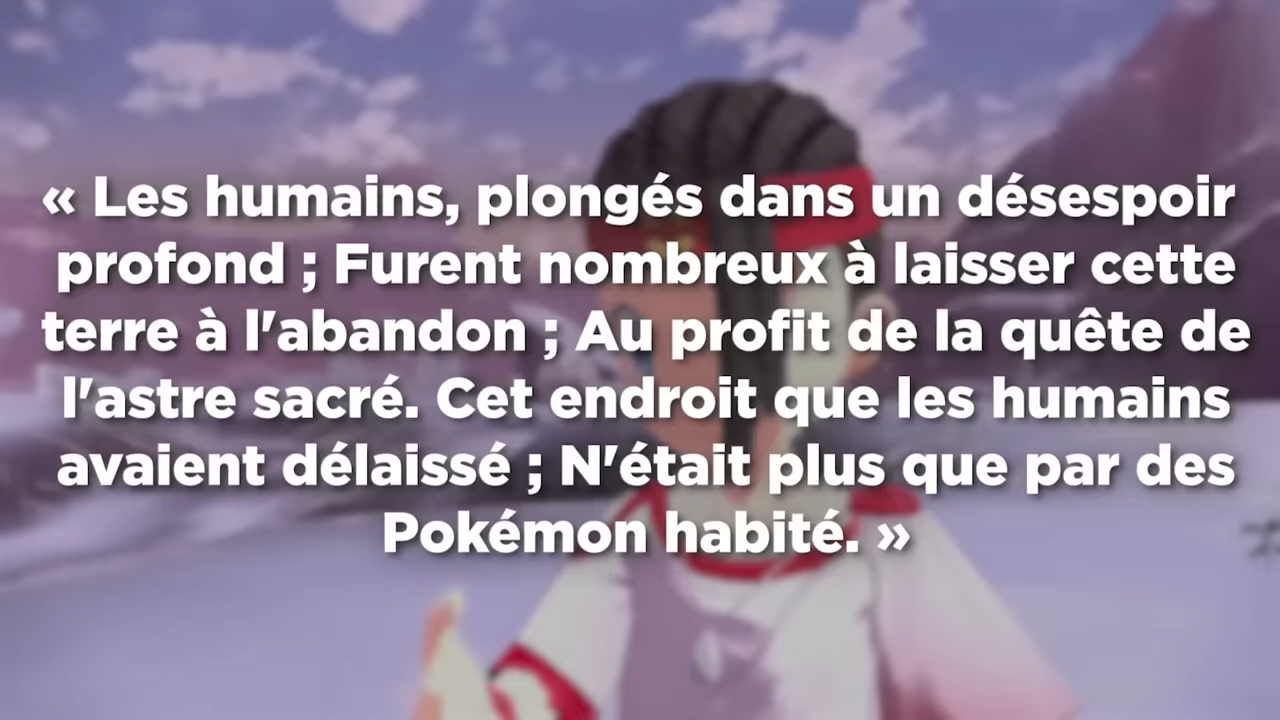 « Les humains, plongés dans un désespoir
profond ; Furent nombreux à laisser cette
terre à l'abandon ; Au profit de la quête de
l'astre sacré. Cet endroit que les humains
avaient délaissé ; N'était plus que par des
Pokémon habité. »